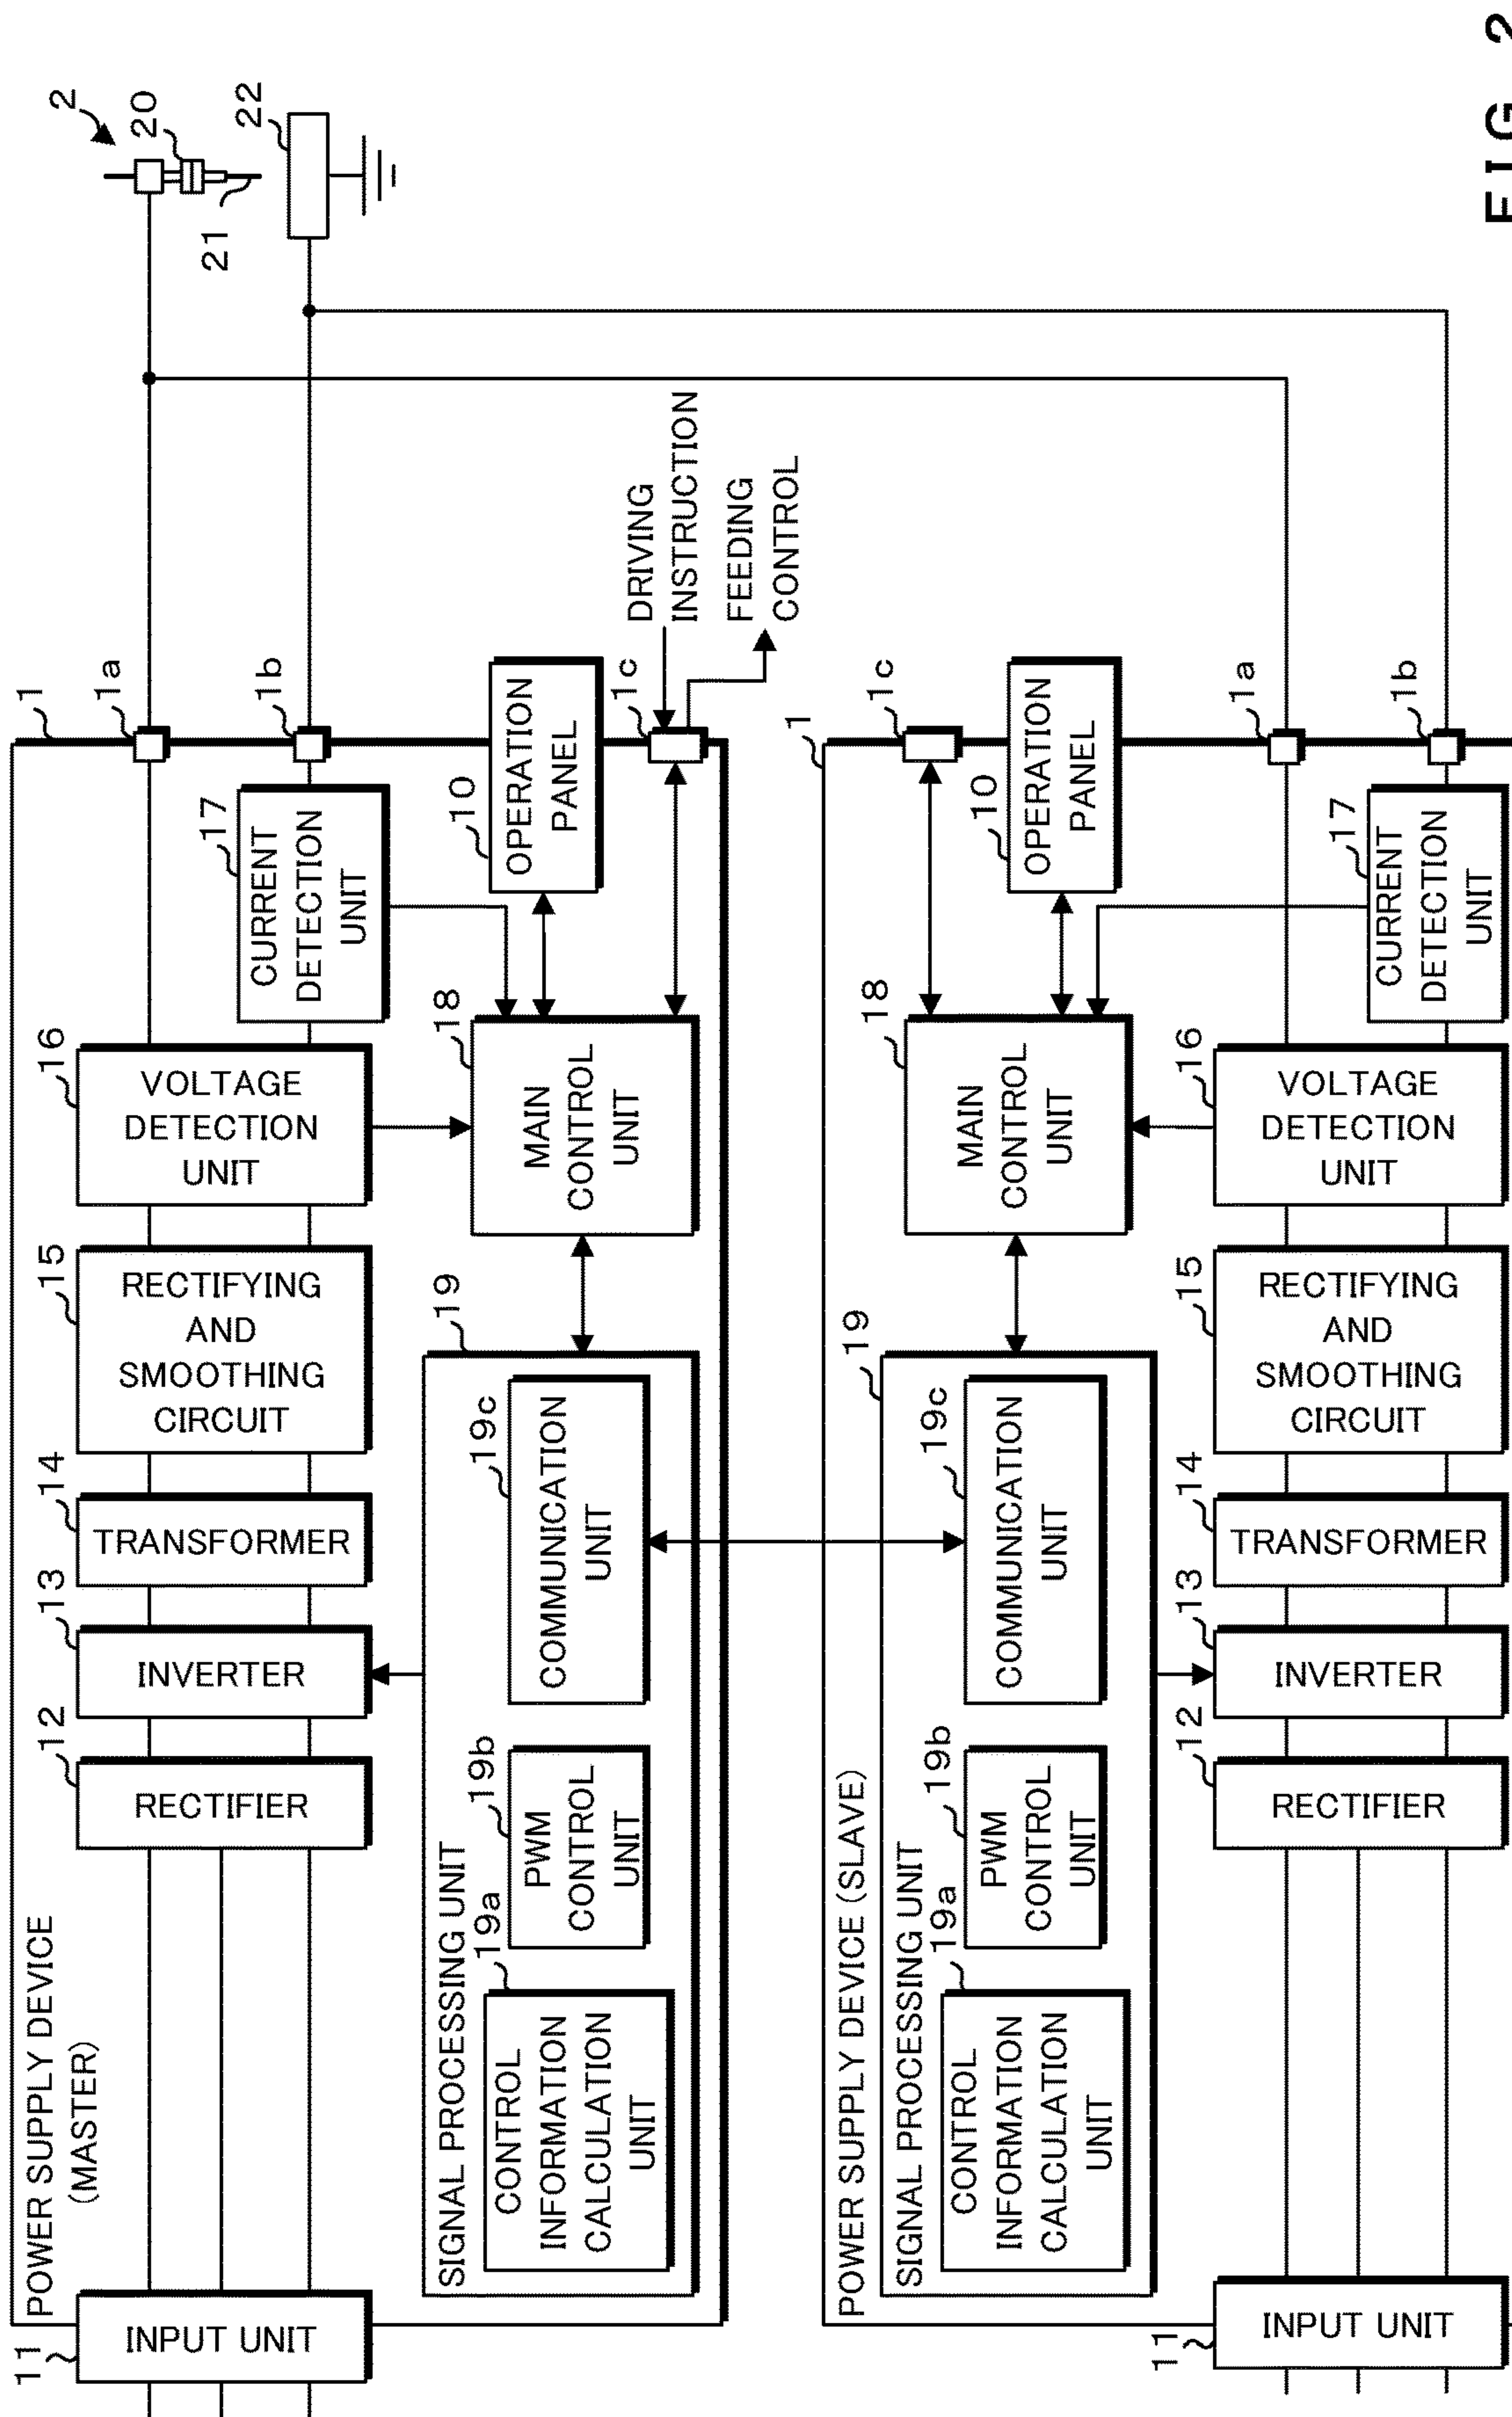 POWER SUPPLY DEVICE
(MASTER)
1
11
INPUT UNIT
12
RECTIFIER
13
INVERTER
14
TRANSFORMER
15
RECTIFYING
AND
SMOOTHING
CIRCUIT
16
VOLTAGE
DETECTION
UNIT
17
CURRENT
DETECTION
UNIT
1a
1b
2
20
21
22
SIGNAL PROCESSING UNIT
19
19a
CONTROL
INFORMATION
CALCULATION
UNIT
19b
PWM
CONTROL
UNIT
19c
COMMUNICATION
UNIT
18
MAIN
CONTROL
UNIT
10
OPERATION
PANEL
1c
DRIVING
INSTRUCTION
FEEDING
CONTROL
POWER SUPPLY DEVICE (SLAVE)
1
SIGNAL PROCESSING UNIT
19
19a
CONTROL
INFORMATION
CALCULATION
UNIT
19b
PWM
CONTROL
UNIT
19c
COMMUNICATION
UNIT
18
MAIN
CONTROL
UNIT
1c
10
OPERATION
PANEL
11
INPUT UNIT
12
RECTIFIER
13
INVERTER
14
TRANSFORMER
15
RECTIFYING
AND
SMOOTHING
CIRCUIT
16
VOLTAGE
DETECTION
UNIT
17
CURRENT
DETECTION
UNIT
1a
1b
FIG. 2